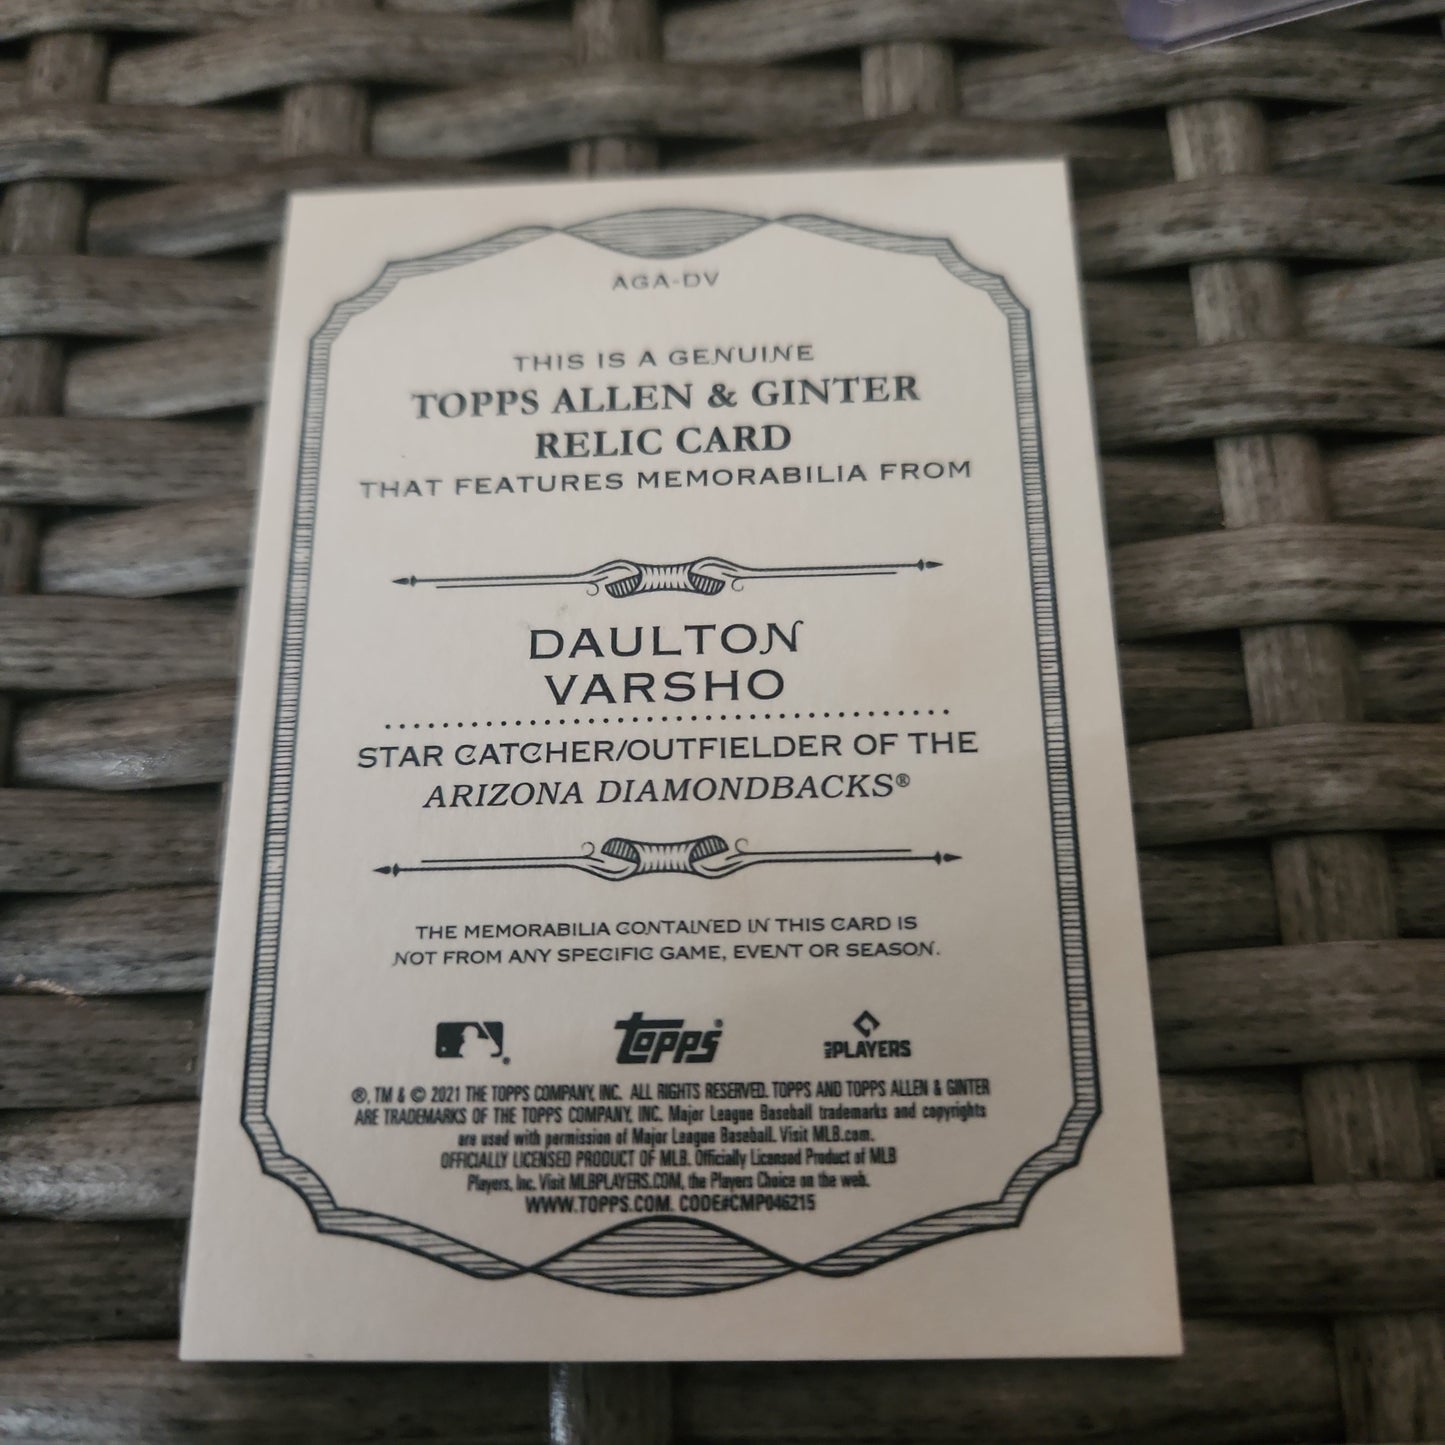 AGA-DV
THIS IS A GENUINE
TOPPS ALLEN & GINTER
RELIC CARD
THAT FEATURES MEMORABILIA FROM
DAULTON
VARSHO
STAR CATCHER/OUTFIELDER OF THE
ARIZONA DIAMONDBACKS®
THE MEMORABILIA CONTAINED IN THIS CARD IS
NOT FROM ANY SPECIFIC GAME, EVENT OR SEASON.
topps® PLAYERS
®, TM & © 2021 THE TOPPS COMPANY, INC. ALL RIGHTS RESERVED. TOPPS AND TOPPS ALLEN & GINTER
ARE TRADEMARKS OF THE TOPPS COMPANY, INC. Major League Baseball trademarks and copyrights
are used with permission of Major League Baseball. Visit MLB.com.
OFFICIALLY LICENSED PRODUCT OF MLB. Officially Licensed Product of MLB
Players, Inc. Visit MLBPLAYERS.COM, the Players Choice on the web.
WWW.TOPPS.COM. CODE#CMP046215